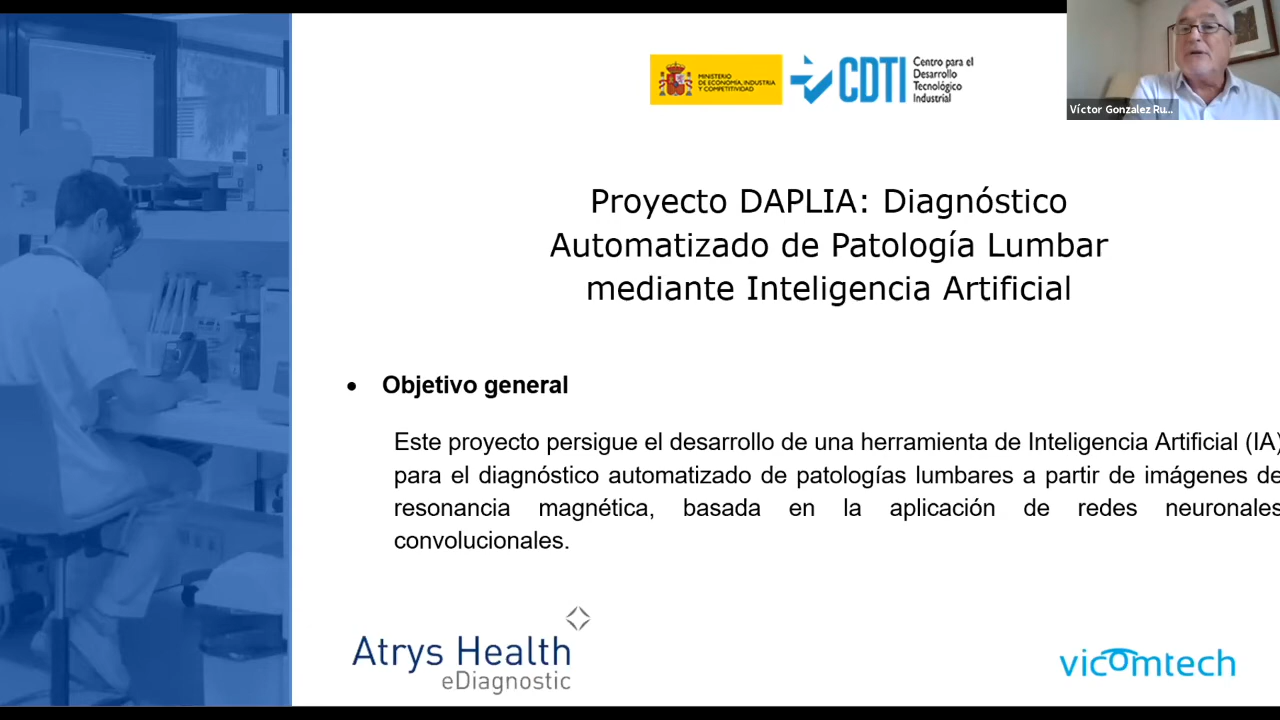 MINISTERIO
DE ECONOMÍA, INDUSTRIA
Y COMPETITIVIDAD
CDTI
Centro para el
Desarrollo
Tecnológico
Industrial
Víctor Gonzalez Ru...
Proyecto DAPLIA: Diagnóstico
Automatizado de Patología Lumbar
mediante Inteligencia Artificial
• Objetivo general
Este proyecto persigue el desarrollo de una herramienta de Inteligencia Artificial (IA)
para el diagnóstico automatizado de patologías lumbares a partir de imágenes de
resonancia magnética, basada en la aplicación de redes neuronales
convolucionales.
Atrys Health
eDiagnostic
vicomtech